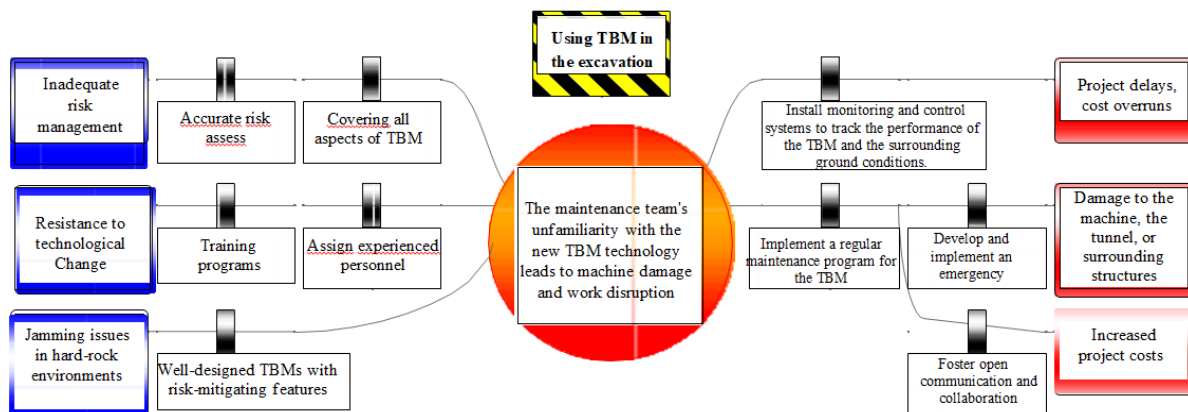 Using TBM in
the excavation
Inadequate
risk
management
Accurate risk
assess
Covering all
aspects of TBM
Install monitoring and control
systems to track the performance of
the TBM and the surrounding
ground conditions.
Project delays,
cost overruns
Resistance to
technological
Change
Training
programs
Assign experienced
personnel
The maintenance team's
unfamiliarity with the
new TBM technology
leads to machine damage
and work disruption
Implement a regular
maintenance program for
the TBM
Develop and
implement an
emergency
Damage to the
machine, the
tunnel, or
surrounding
structures
Jamming issues
in hard-rock
environments
Well-designed TBMs with
risk-mitigating features
Foster open
communication and
collaboration
Increased
project costs